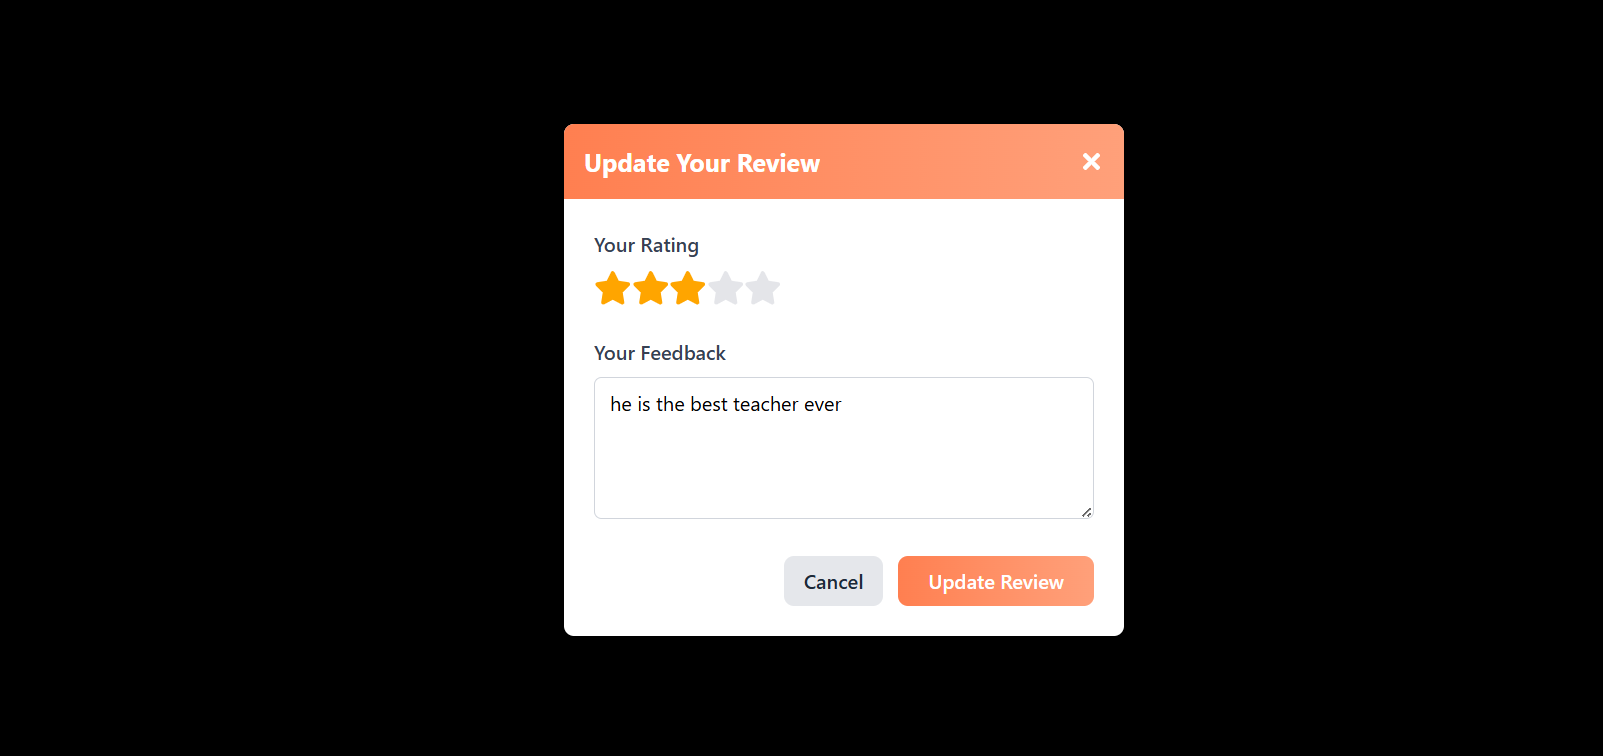 Update Your Review
Your Rating
Your Feedback
he is the best teacher ever
Cancel
Update Review